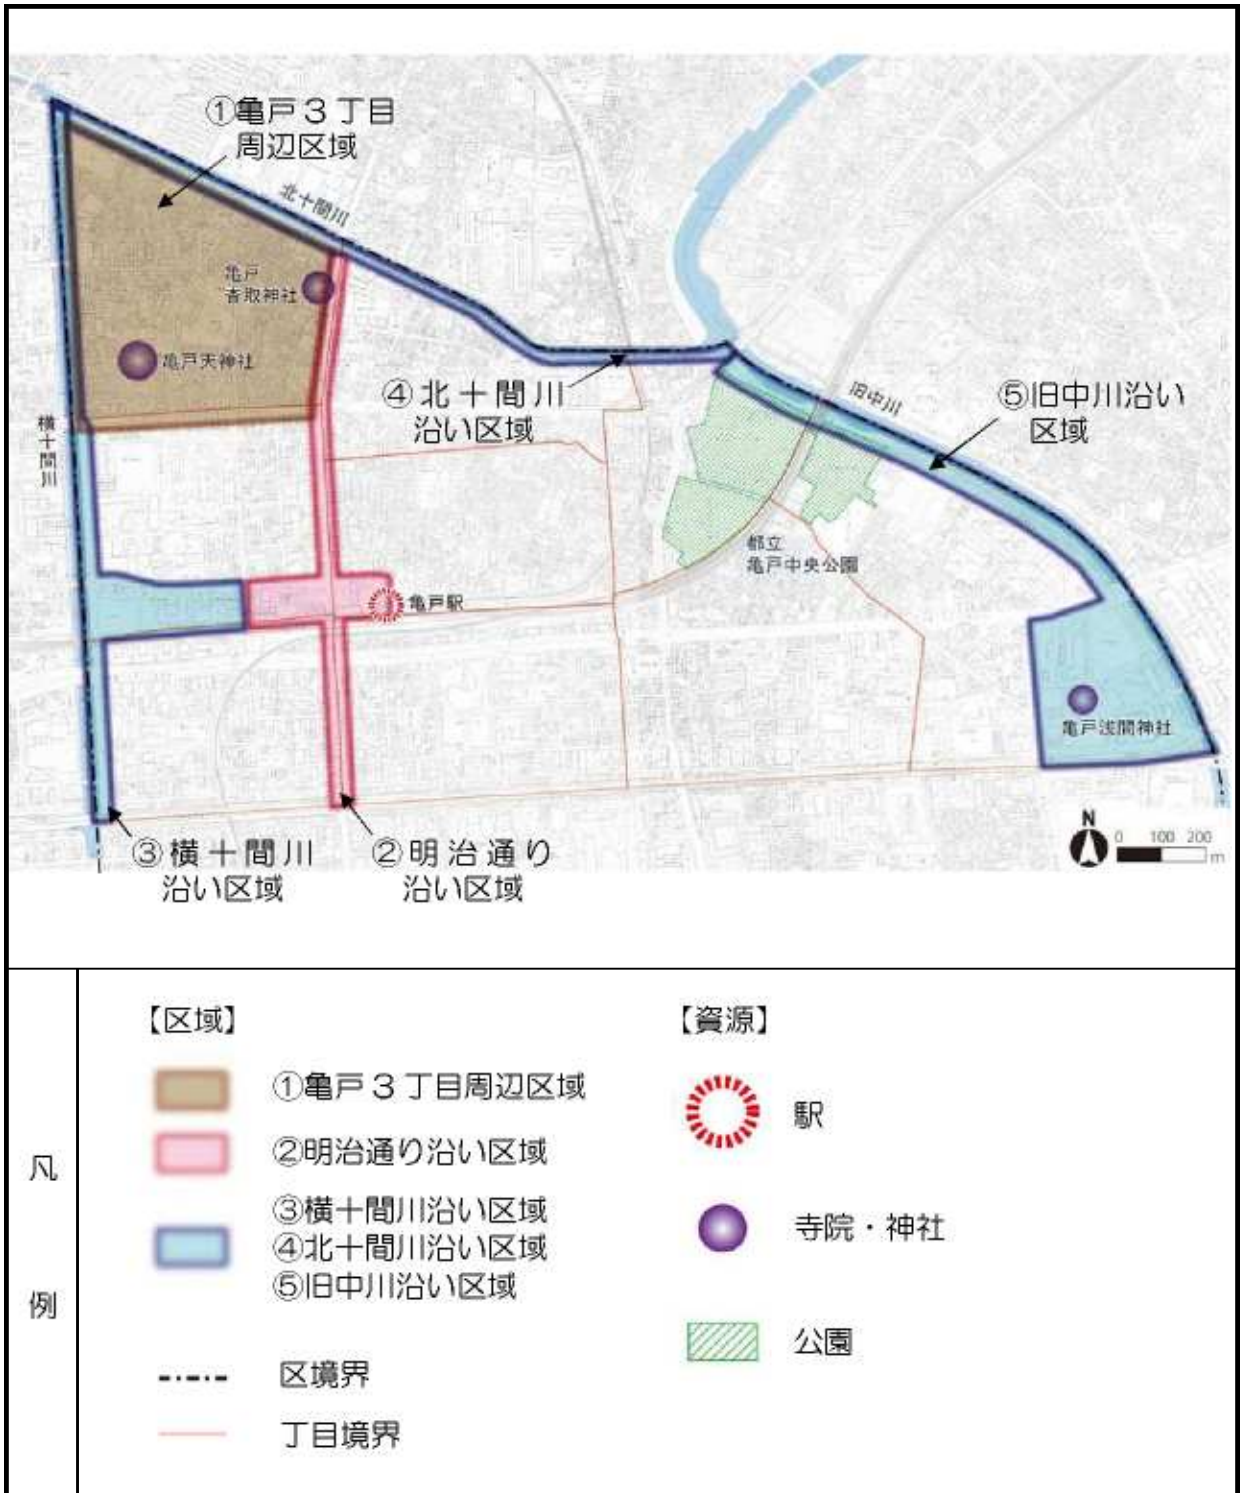 ①亀戸３丁目
周辺区域
北十間川
亀戸
香取神社
亀戸天神社
横十間川
④北十間川
沿い区域
旧中川
⑤旧中川沿い
区域
都立
亀戸中央公園
亀戸駅
亀戸浅間神社
③横十間川
沿い区域
②明治通り
沿い区域
N
0 100 200
m
凡
例
【区域】
①亀戸３丁目周辺区域
②明治通り沿い区域
③横十間川沿い区域
④北十間川沿い区域
⑤旧中川沿い区域
区境界
丁目境界
【資源】
駅
寺院・神社
公園